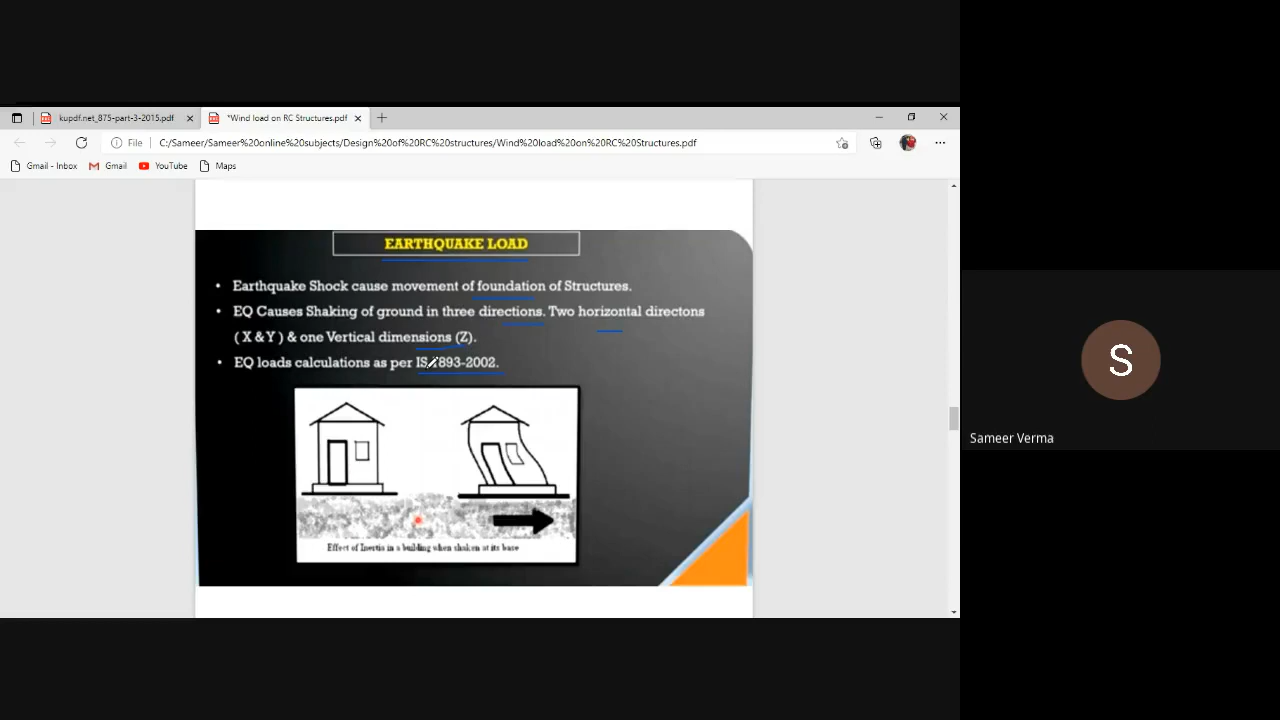 kupdf.net_875-part-3-2015.pdf
*Wind load on RC Structures.pdf
File
C:/Sameer/Sameer%20online%20subjects/Design%20of%20RC%20structures/Wind%20load%20on%20RC%20Structures.pdf
Gmail - Inbox
Gmail
YouTube
Maps
EARTHQUAKE LOAD
• Earthquake Shock cause movement of foundation of Structures.
• EQ Causes Shaking of ground in three directions. Two horizontal directons
( X & Y ) & one Vertical dimensions (Z).
• EQ loads calculations as per 893-2002.
Effect of Inertia in a building when shaken at its base
S
Sameer Verma